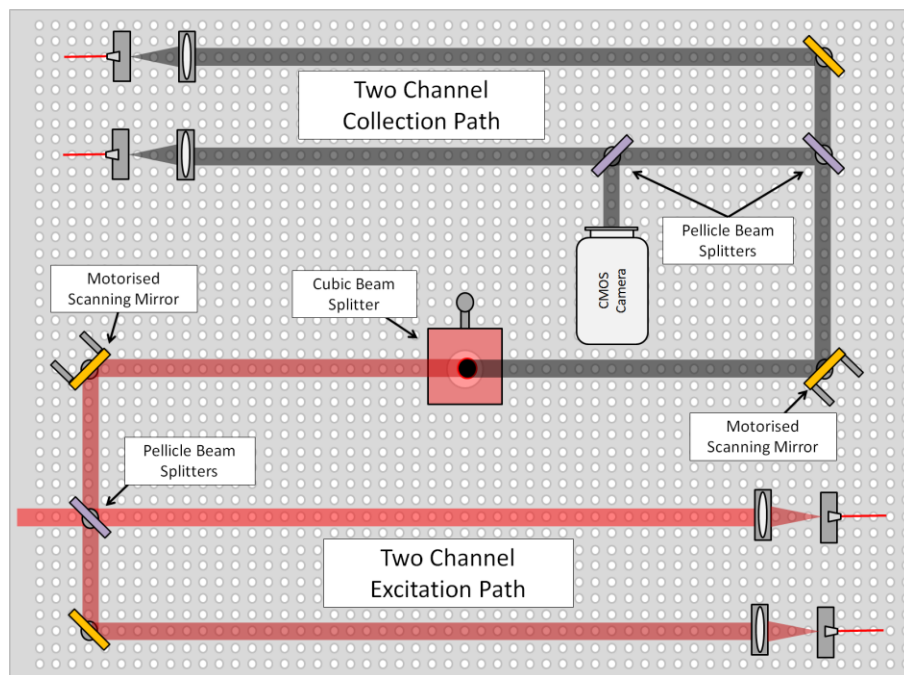 Two Channel
Collection Path
Pellicle Beam
Splitters
Motorised
Scanning Mirror
Cubic Beam
Splitter
CMOS
Camera
Motorised
Scanning Mirror
Pellicle Beam
Splitters
Two Channel
Excitation Path